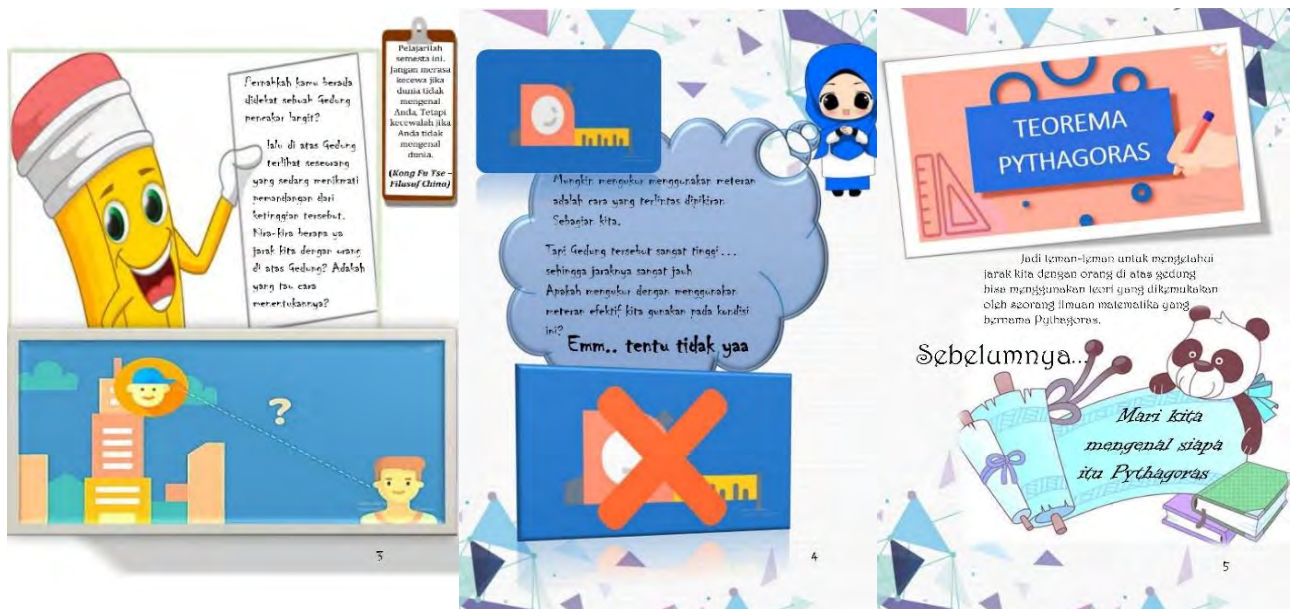 Pernahkah kamu berada
didekat sebuah Gedung
pencakar langit?
lalu di atas Gedung
terlihat seseorang
yang sedang menikmati
pemandangan dari
ketinggian tersebut.
Kira-kira berapa ya
jarak kita dengan orang
di atas Gedung? Adakah
yang tau cara
menentukannya?
Pelajarilah
semesta ini.
Jangan merasa
kecewa jika
dunia tidak
mengenal
Anda, Tetapi
kecewalah jika
Anda tidak
mengenal
dunia.
(Kong Fu Tse –
Filusuf China)
?
3
Mungkin mengukur menggunakan meteran
adalah cara yang terlintas dipikiran
Sebagian kita.
Tapi Gedung tersebut sangat tinggi...
sehingga jaraknya sangat jauh
Apakah mengukur dengan menggunakan
meteran efektif kita gunakan pada kondisi
ini?
Emm.. tentu tidak yaa
4
TEOREMA
PYTHAGORAS
Jadi teman-teman untuk mengetahui
jarak kita dengan orang di atas gedung
bisa menggunakan teori yang dikemukakan
oleh seorang ilmuan matematika yang
bernama Pythagoras.
Sebelumnya...
Mari kita
mengenal siapa
itu Pythagoras
5